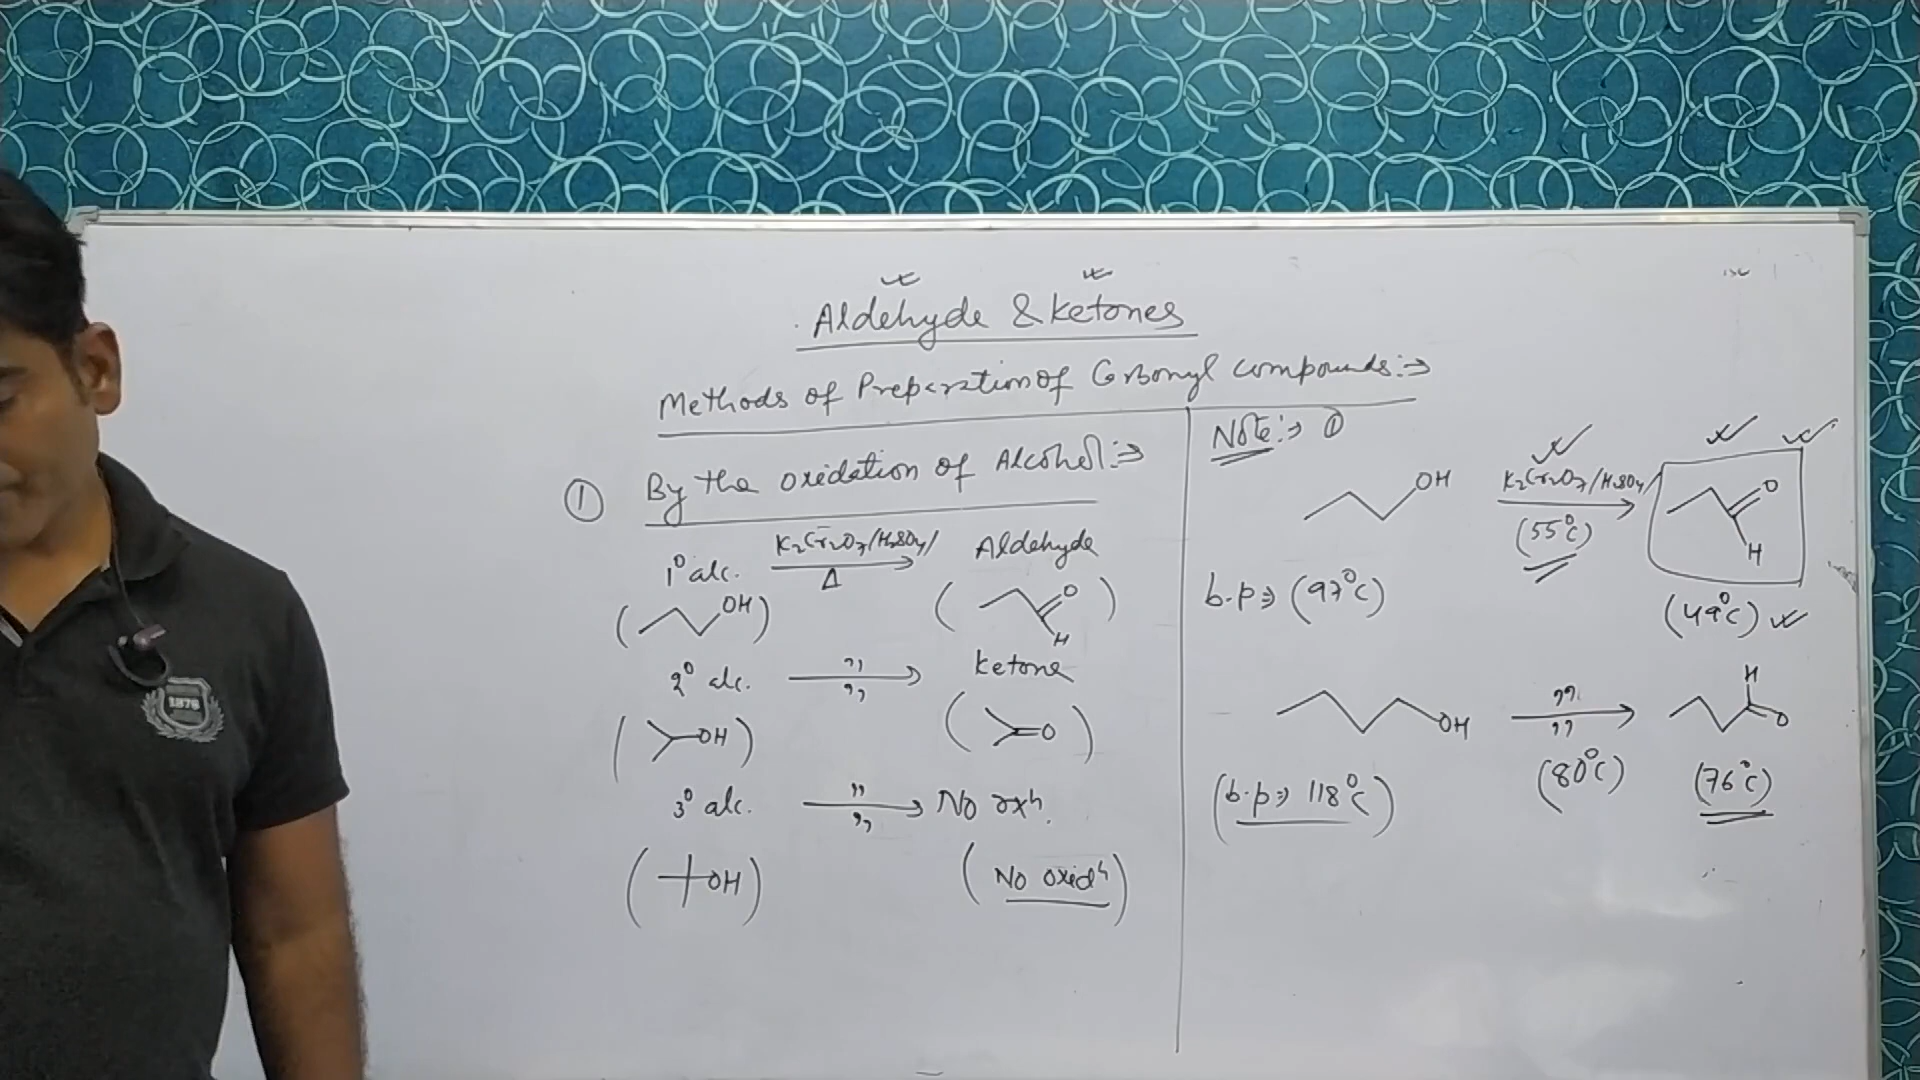 Aldehyde & Ketones
Methods of Preparation of Carbonyl compounds:⇒
① By the oxidation of Alcohol:⇒
1° alc. K₂Cr₂O₇/H₂SO₄/ Δ Aldehyde
( OH ) ( O H )
2° alc. ,, ,, Ketone
( OH ) ( =O )
3° alc. ,, ,, No oxⁿ.
( OH ) ( No oxidⁿ )
Note:⇒ ①
OH K₂Cr₂O₇/H₂SO₄ O H
(55°C)
b.p⇒ (97°C) (49°C)
OH ,, ,, H O
(b.p⇒ 118°C) (80°C) (76°C)
1878